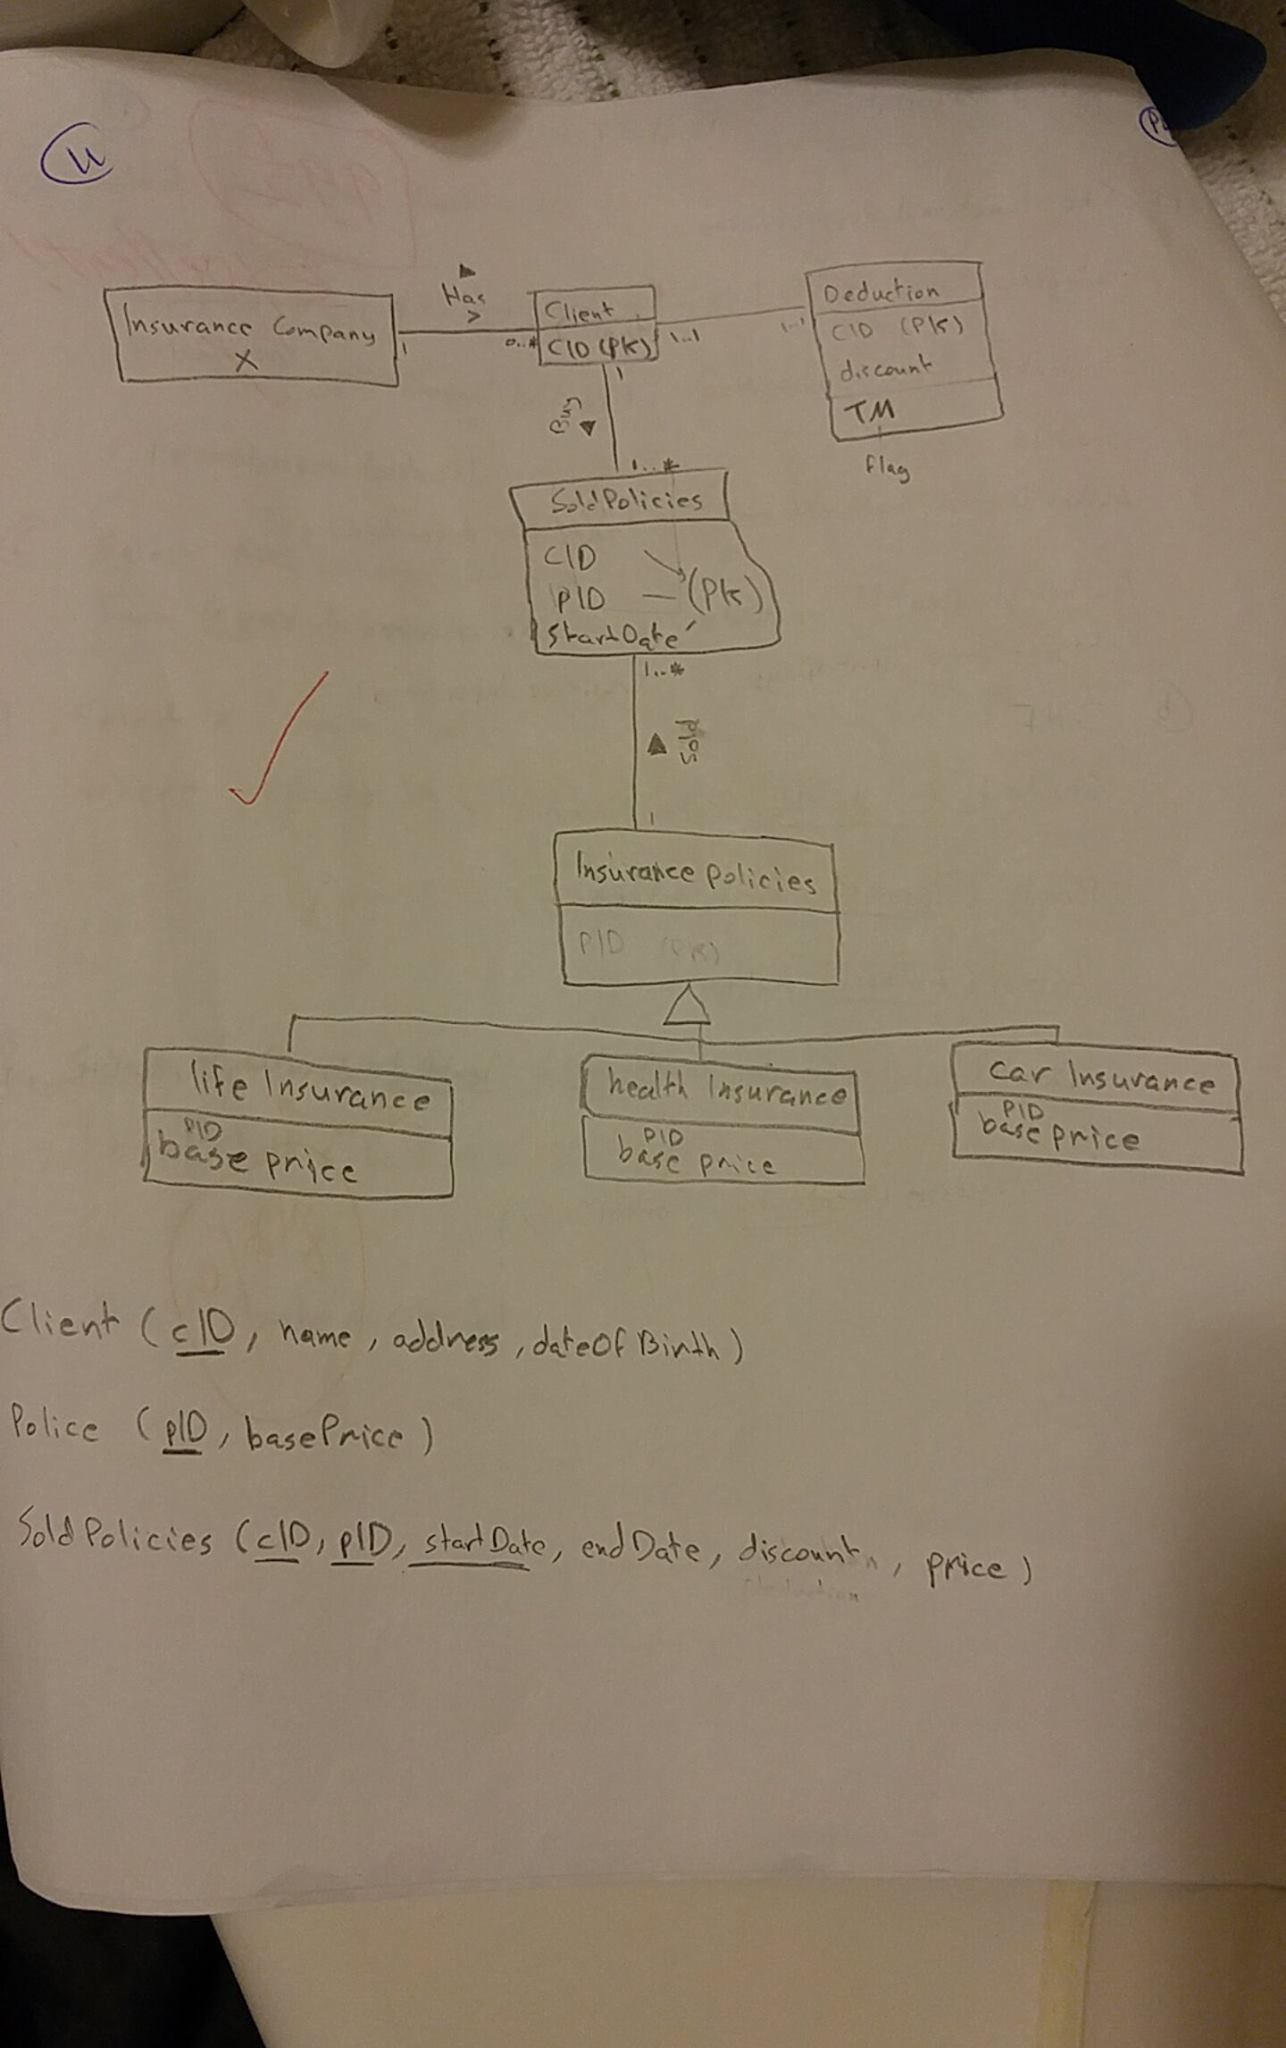 Has
>
Insurance Company
X
1
0..*
Client
CID (PK)
1..1
1..1
Deduction
CID (PK)
discount
TM
flag
1
Buy
1...*
SoldPolicies
CID
PID (PK)
startDate
1..*
Sold
1
Insurance policies
PID (PK)
life Insurance
PID
base price
health Insurance
PID
base price
car Insurance
PID
base price
Client (cID, name, address, dateOfBirth)
Police (pID, basePrice)
SoldPolicies (cID, pID, startDate, endDate, discount, price)